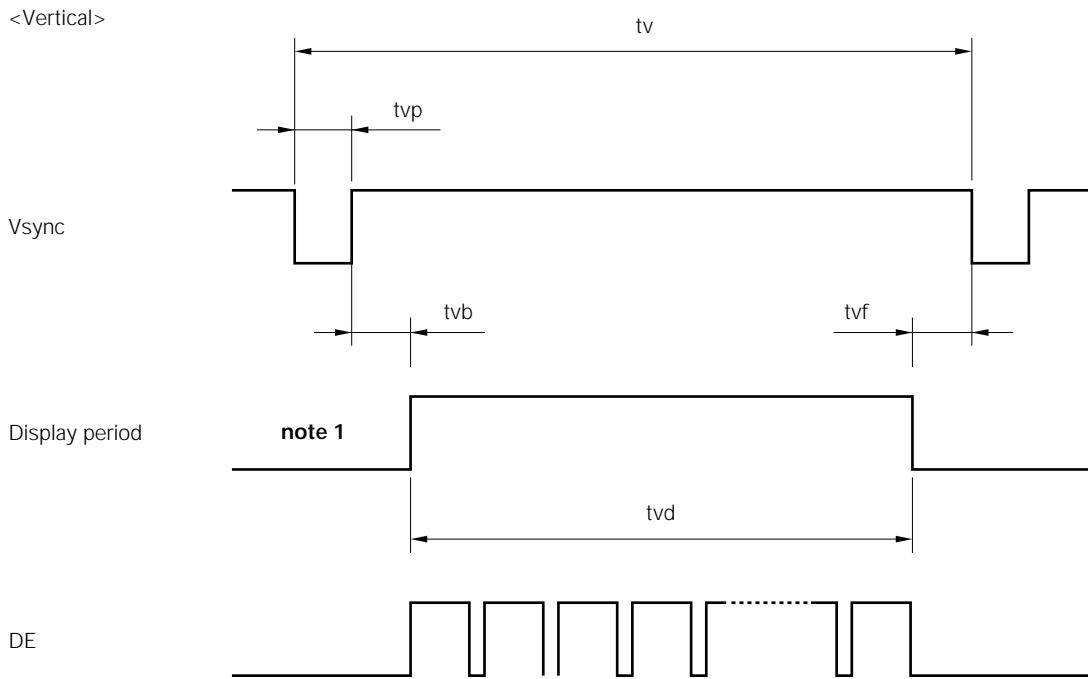 <Vertical>
tv
tvp
Vsync
tvb
tvf
Display period
note 1
tvd
DE